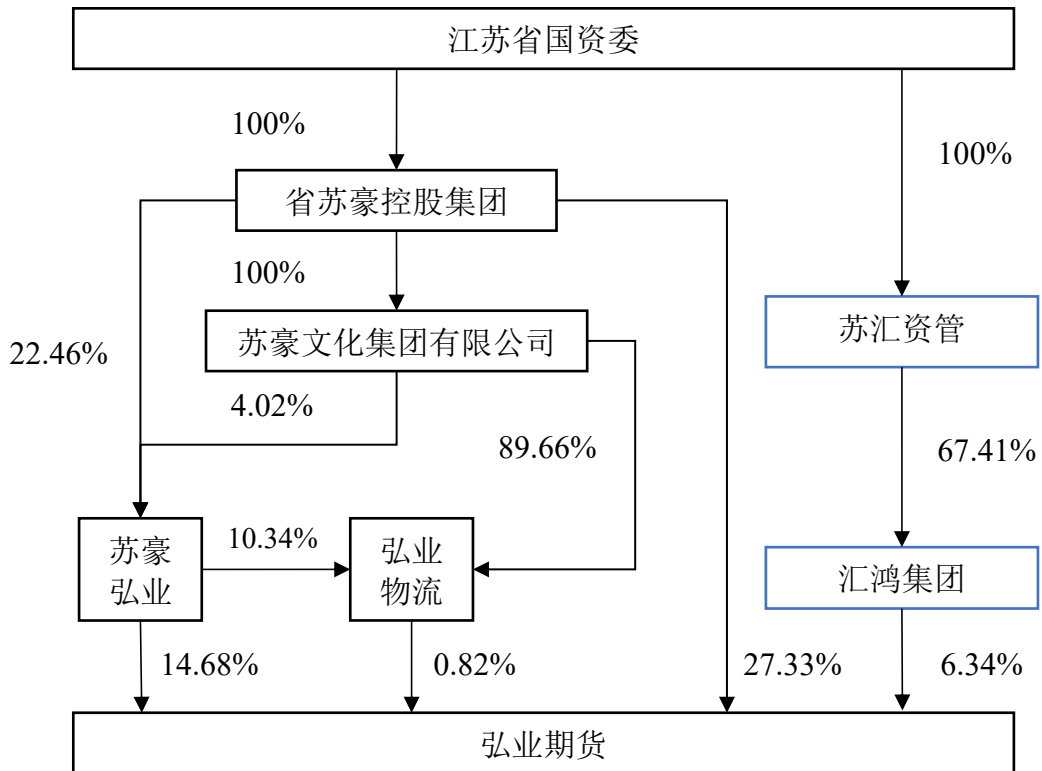 江苏省国资委
100%
100%
省苏豪控股集团
100%
苏豪文化集团有限公司
苏汇资管
22.46%
4.02%
89.66%
67.41%
苏豪
弘业
10.34%
弘业
物流
汇鸿集团
14.68%
0.82%
27.33%
6.34%
弘业期货